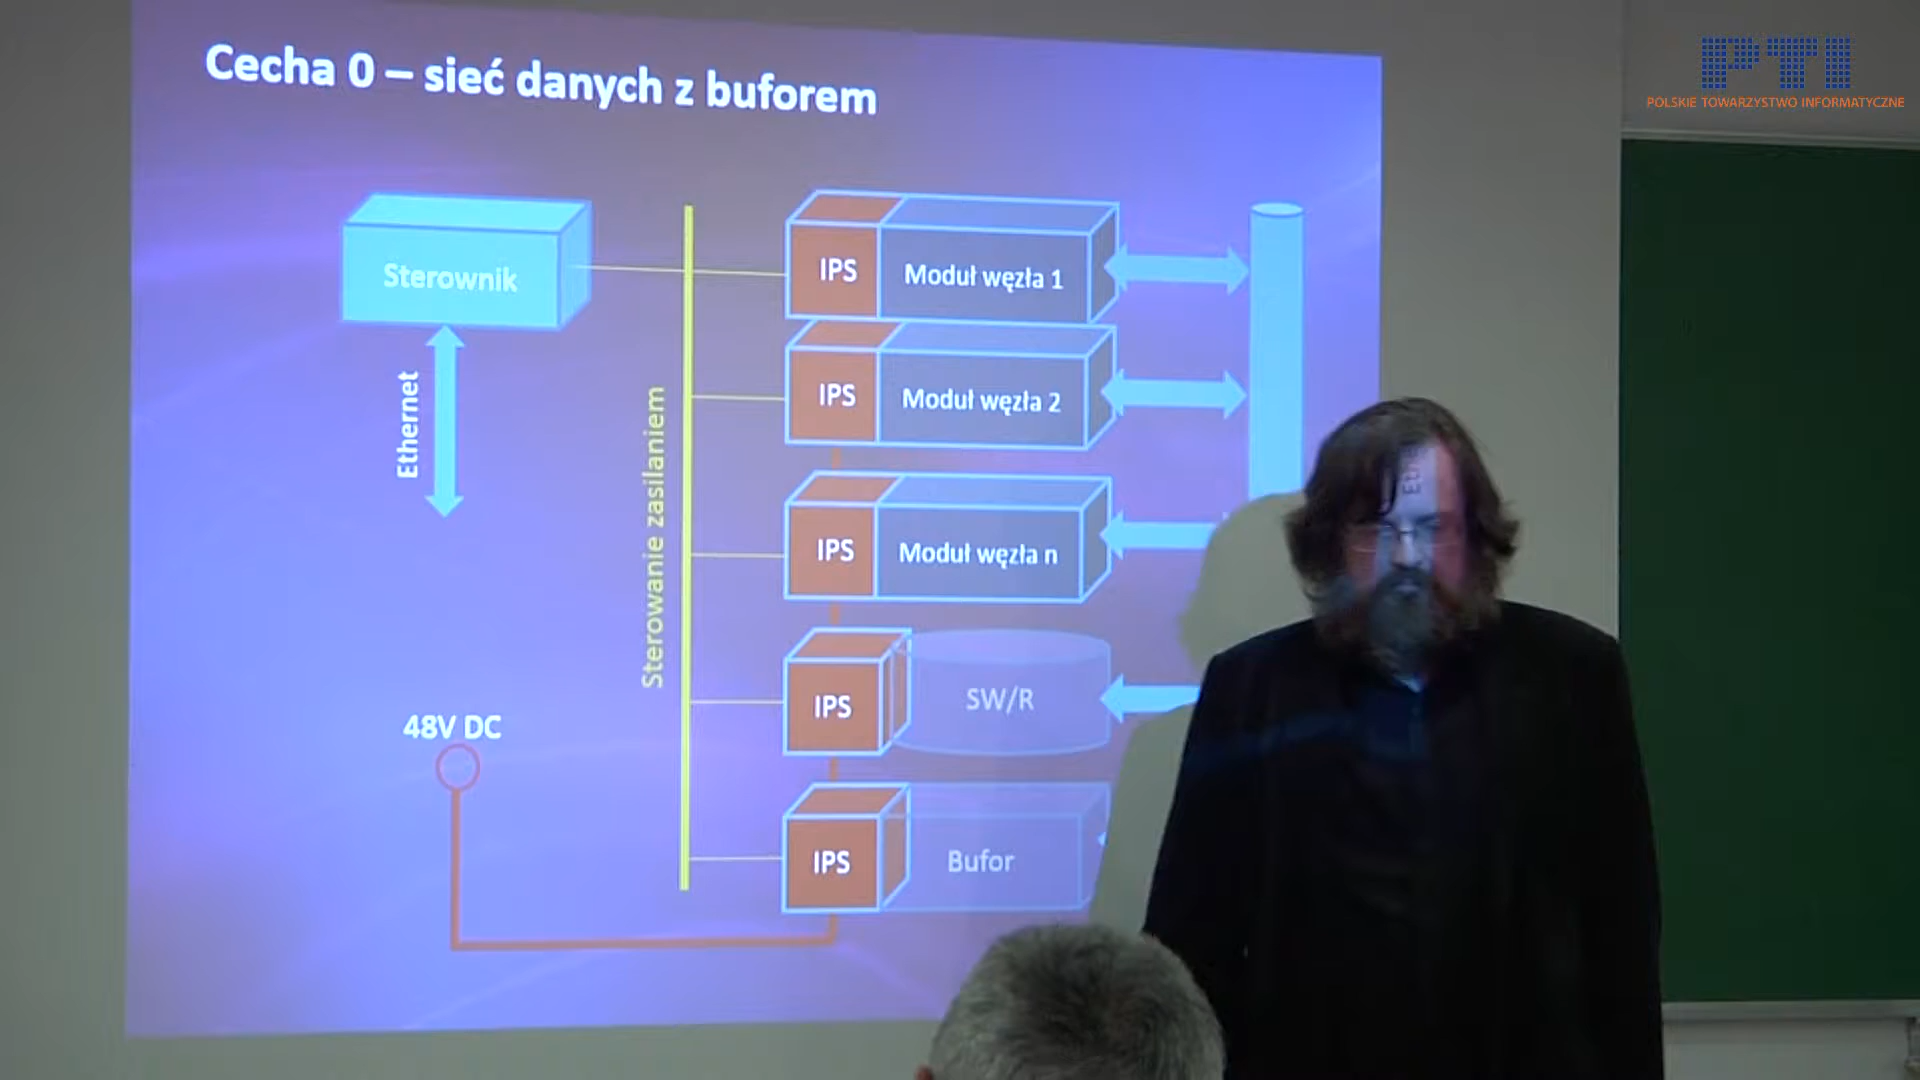 Cecha 0 – sieć danych z buforem
PTI
POLSKIE TOWARZYSTWO INFORMATYCZNE
Sterownik
Ethernet
Sterowanie zasilaniem
48V DC
IPS
Moduł węzła 1
IPS
Moduł węzła 2
IPS
Moduł węzła n
IPS
SW/R
IPS
Bufor